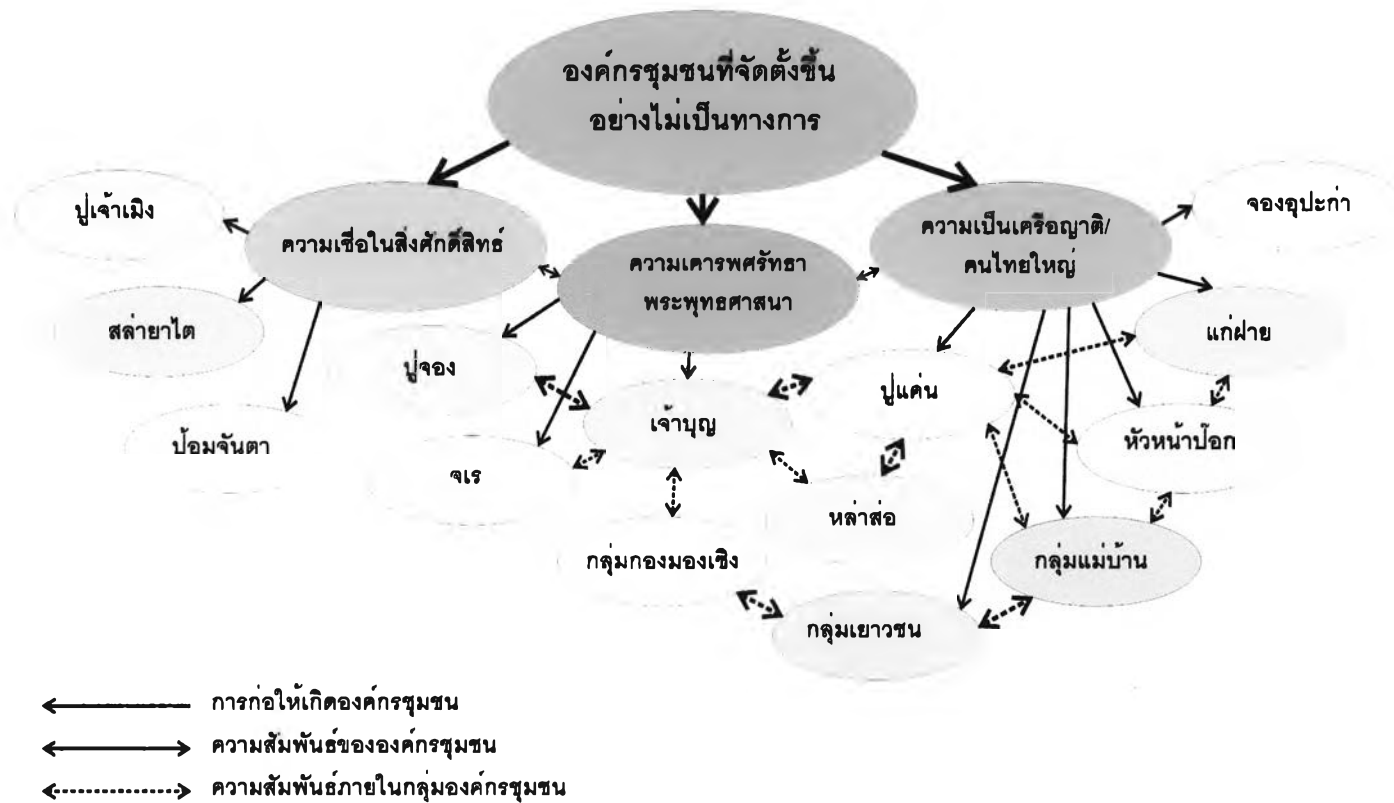 องค์กรชุมชนที่จัดตั้งขึ้น
อย่างไม่เป็นทางการ
ปู่เจ้าเมิง
ความเชื่อในสิ่งศักดิ์สิทธ์
ความเคารพศรัทธา
พระพุทธศาสนา
ความเป็นเครือญาติ/
คนไทยใหญ่
จองอุปะก่า
สล่ายาไต
ปู่จอง
แก่ฝาย
ป้อมจันตา
เจ้าบุญ
ปู่แค่น
หัวหน้าป๊อก
จเร
หล่าส่อ
กลุ่มกองมองเซิง
กลุ่มแม่บ้าน
กลุ่มเยาวชน
การก่อให้เกิดองค์กรชุมชน
ความสัมพันธ์ขององค์กรชุมชน
ความสัมพันธ์ภายในกลุ่มองค์กรชุมชน